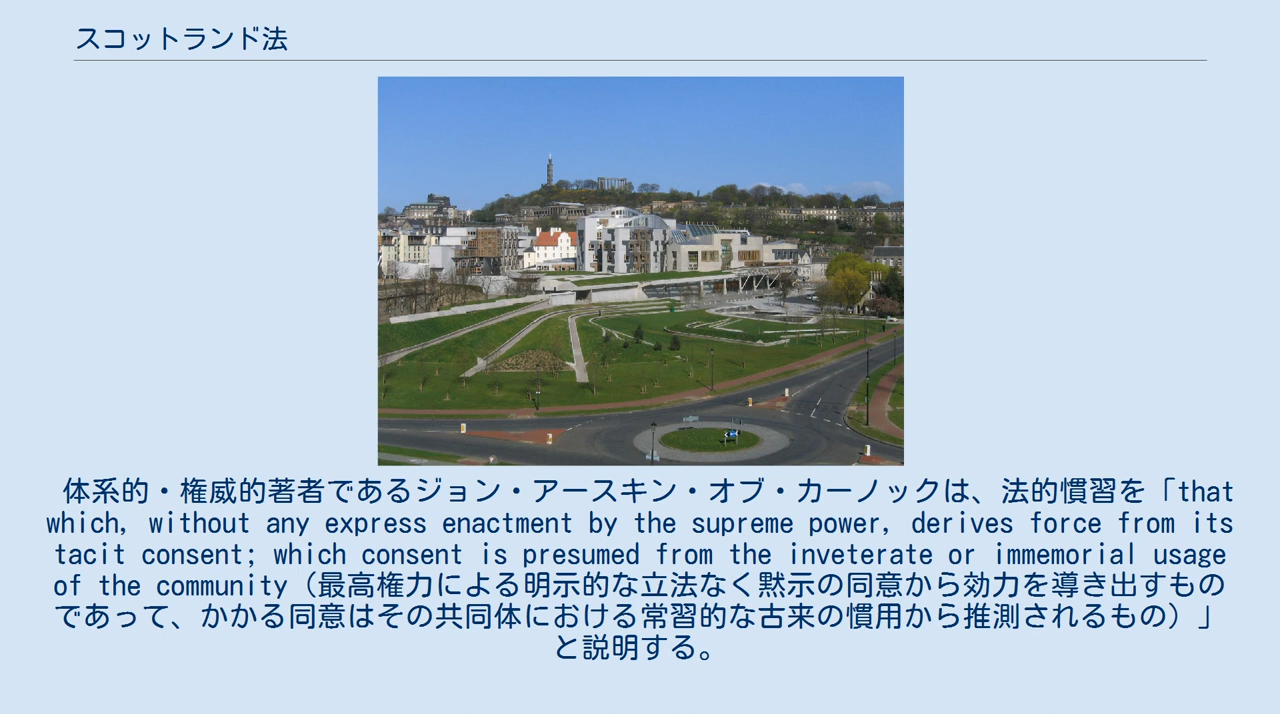 スコットランド法
体系的・権威的著者であるジョン・アースキン・オブ・カーノックは、法的慣習を「that
which, without any express enactment by the supreme power, derives force from its
tacit consent; which consent is presumed from the inveterate or immemorial usage
of the community（最高権力による明示的な立法なく黙示の同意から効力を導き出すもの
であって、かかる同意はその共同体における常習的な古来の慣用から推測されるもの）」
と説明する。